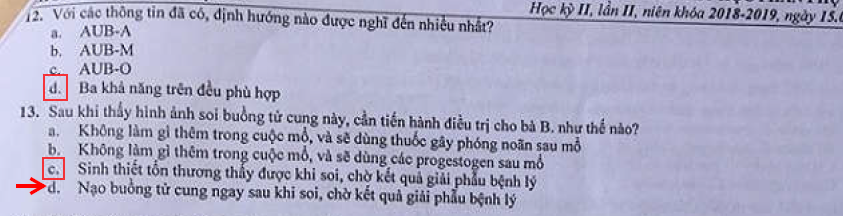 Học kỳ II, lần II, niên khóa 2018-2019, ngày 15.
12. Với các thông tin đã có, định hướng nào được nghĩ đến nhiều nhất?
a. AUB-A
b. AUB-M
c. AUB-O
d. Ba khả năng trên đều phù hợp
13. Sau khi thấy hình ảnh soi buồng tử cung này, cần tiến hành điều trị cho bà B. như thế nào?
a. Không làm gì thêm trong cuộc mổ, và sẽ dùng thuốc gây phóng noãn sau mổ
b. Không làm gì thêm trong cuộc mổ, và sẽ dùng các progestogen sau mổ
c. Sinh thiết tổn thương thấy được khi soi, chờ kết quả giải phẫu bệnh lý
d. Nạo buồng tử cung ngay sau khi soi, chờ kết quả giải phẫu bệnh lý